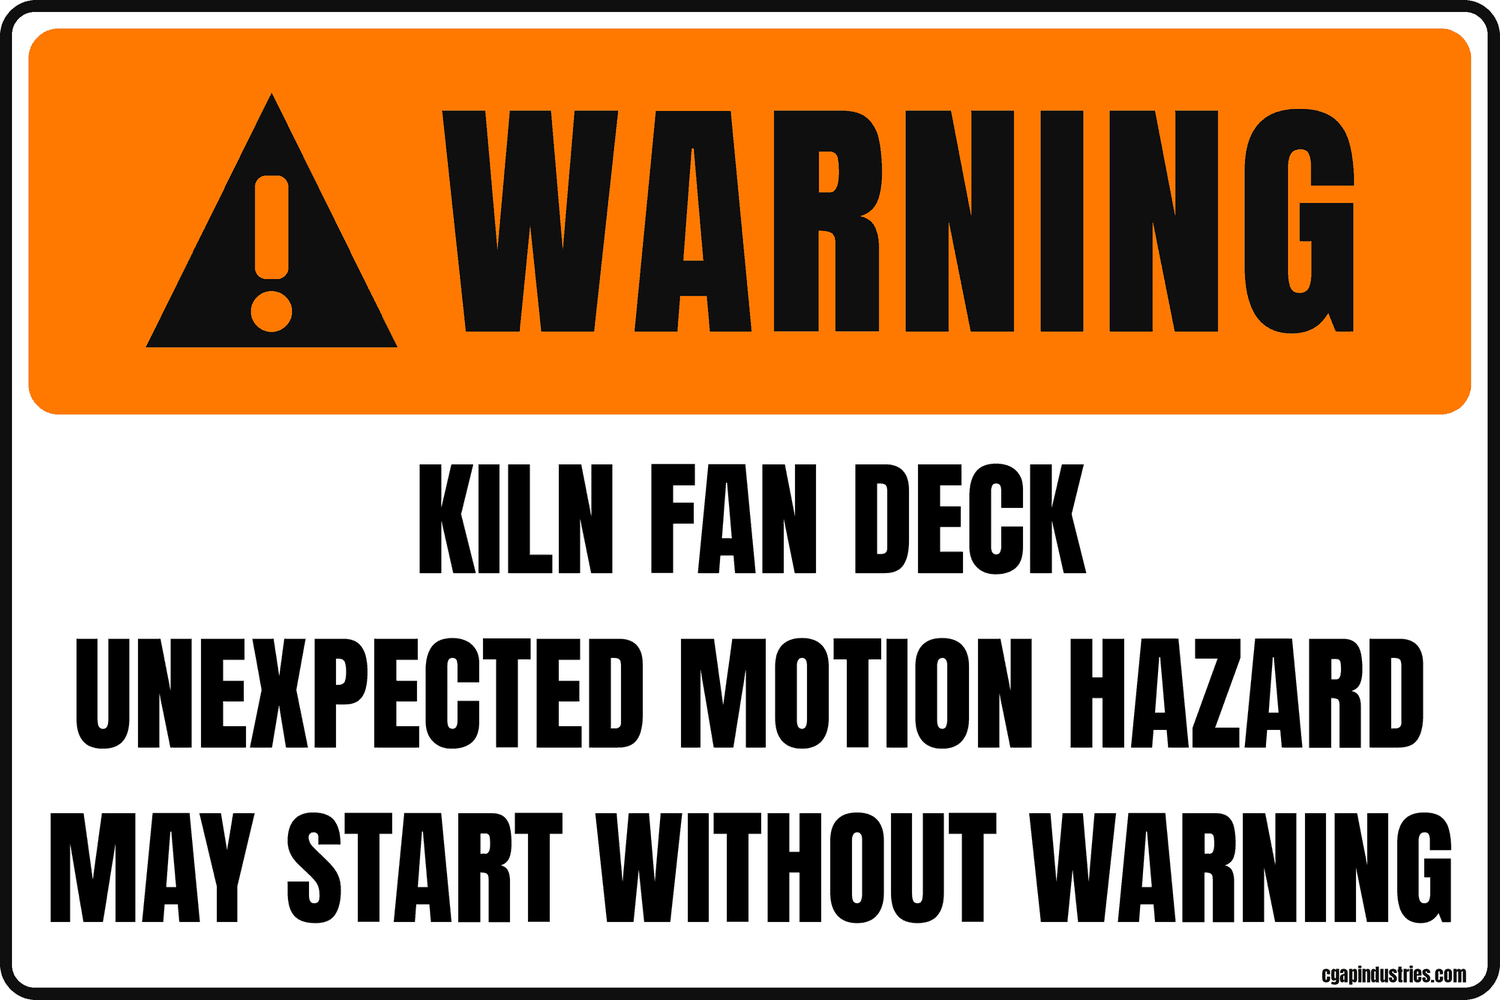 WARNING
KILN FAN DECK
UNEXPECTED MOTION HAZARD
MAY START WITHOUT WARNING
cgapindustries.com